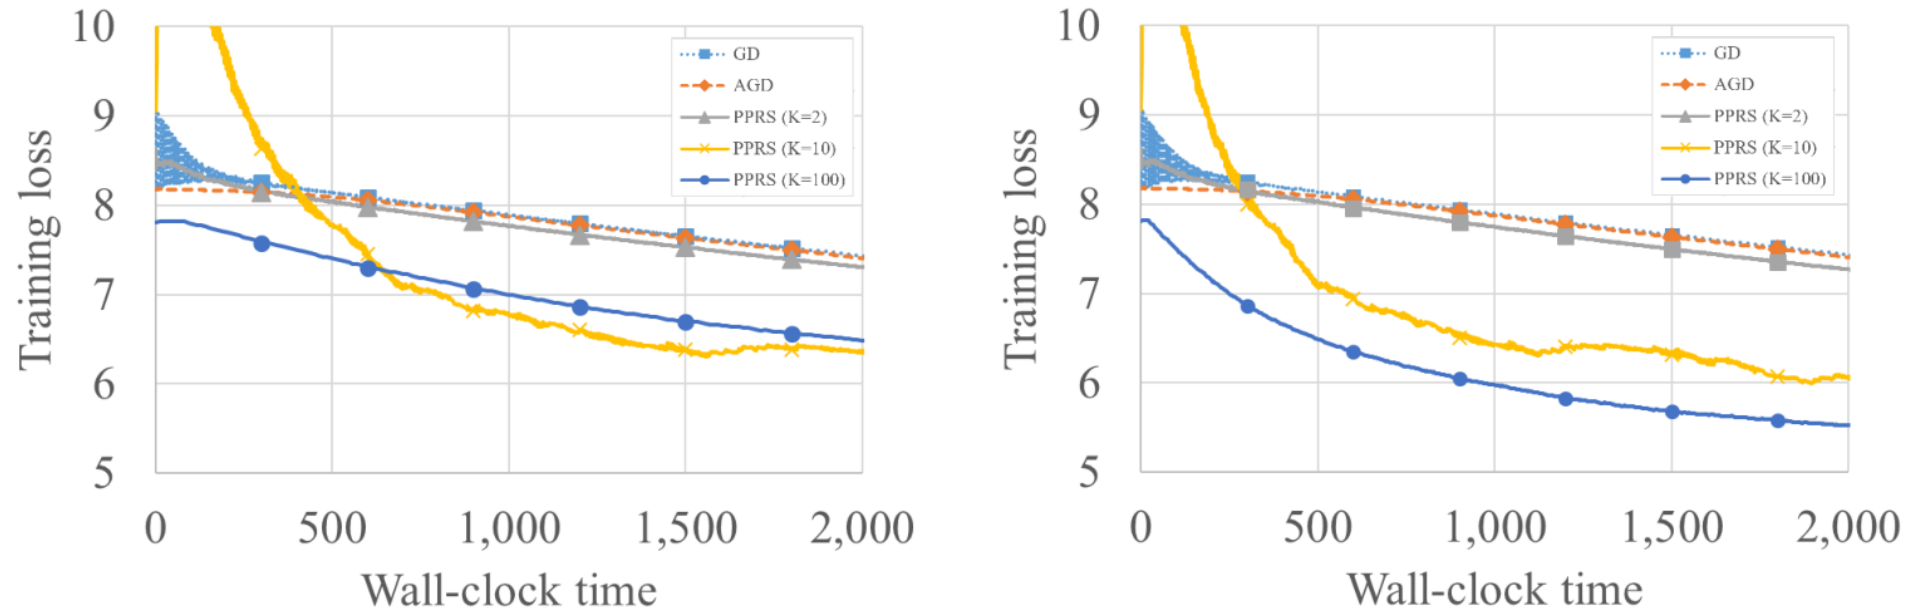 10
9
8
7
6
5
Training loss
0
500
1,000
1,500
2,000
Wall-clock time
GD
AGD
PPRS (K=2)
PPRS (K=10)
PPRS (K=100)
10
9
8
7
6
5
Training loss
0
500
1,000
1,500
2,000
Wall-clock time
GD
AGD
PPRS (K=2)
PPRS (K=10)
PPRS (K=100)